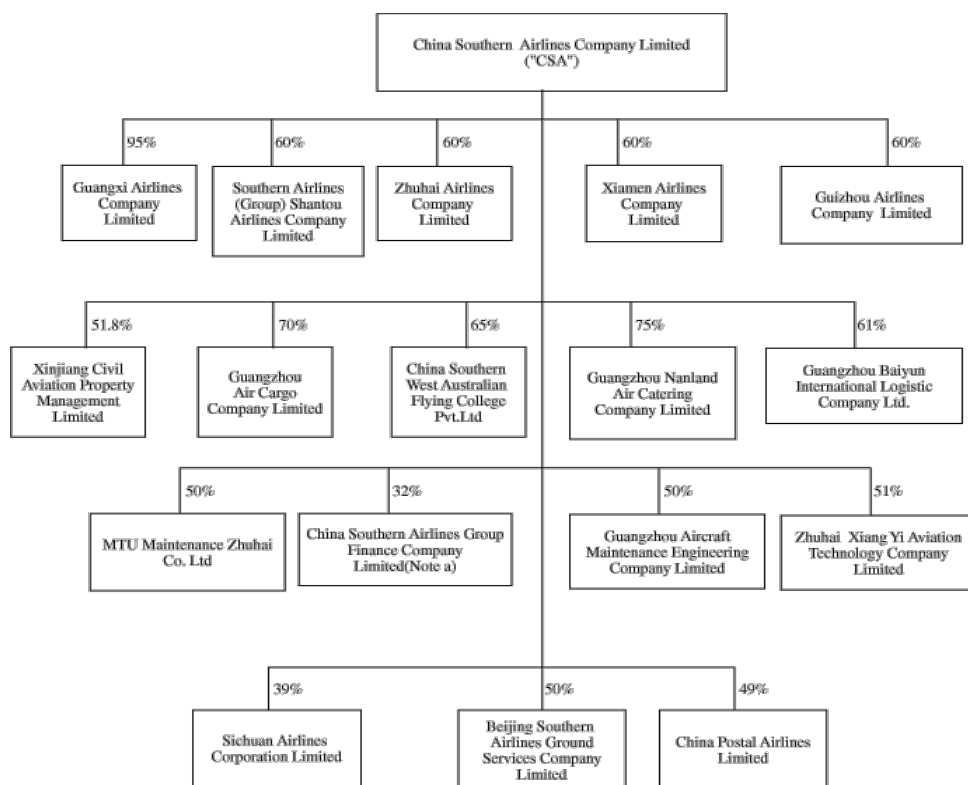 China Southern Airlines Company Limited
("CSA")
95%
60%
60%
60%
60%
Guangxi Airlines
Company
Limited
Southern Airlines
(Group) Shantou
Airlines Company
Limited
Zhuhai Airlines
Company
Limited
Xiamen Airlines
Company
Limited
Guizhou Airlines
Company Limited
51.8%
70%
65%
75%
61%
Xinjiang Civil
Aviation Property
Management
Limited
Guangzhou
Air Cargo
Company Limited
China Southern
West Australian
Flying College
Pvt.Ltd
Guangzhou Nanland
Air Catering
Company Limited
Guangzhou Baiyun
International Logistic
Company Ltd.
50%
32%
50%
51%
MTU Maintenance Zhuhai
Co. Ltd
China Southern Airlines Group
Finance Company
Limited(Note a)
Guangzhou Aircraft
Maintenance Engineering
Company Limited
Zhuhai Xiang Yi Aviation
Technology Company
Limited
39%
50%
49%
Sichuan Airlines
Corporation Limited
Beijing Southern
Airlines Ground
Services Company
Limited
China Postal Airlines
Limited